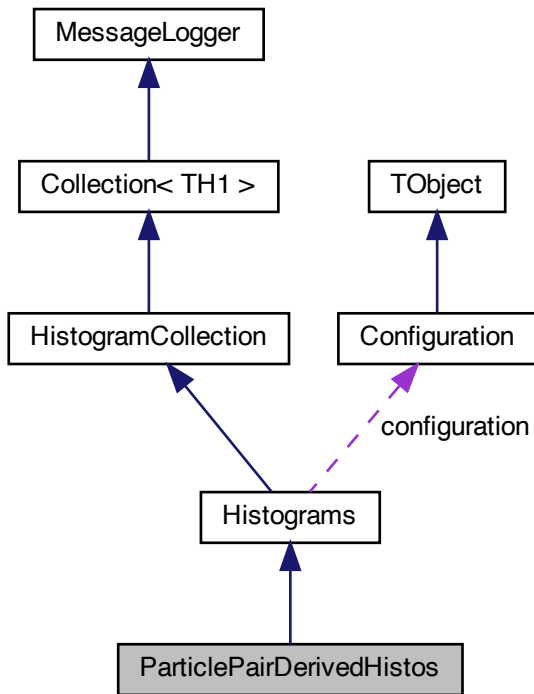 MessageLogger
Collection< TH1 >
TObject
HistogramCollection
Configuration
configuration
Histograms
ParticlePairDerivedHistos